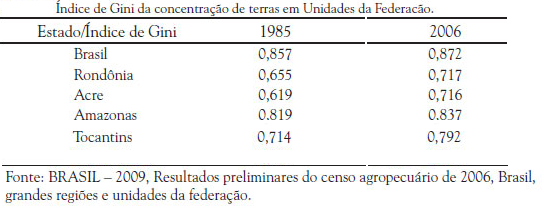 Índice de Gini da concentração de terras em Unidades da Federacão.
Estado/Índice de Gini 1985 2006
Brasil 0,857 0,872
Rondônia 0,655 0,717
Acre 0,619 0,716
Amazonas 0.819 0.837
Tocantins 0,714 0,792
Fonte: BRASIL – 2009, Resultados preliminares do censo agropecuário de 2006, Brasil,
grandes regiões e unidades da federação.